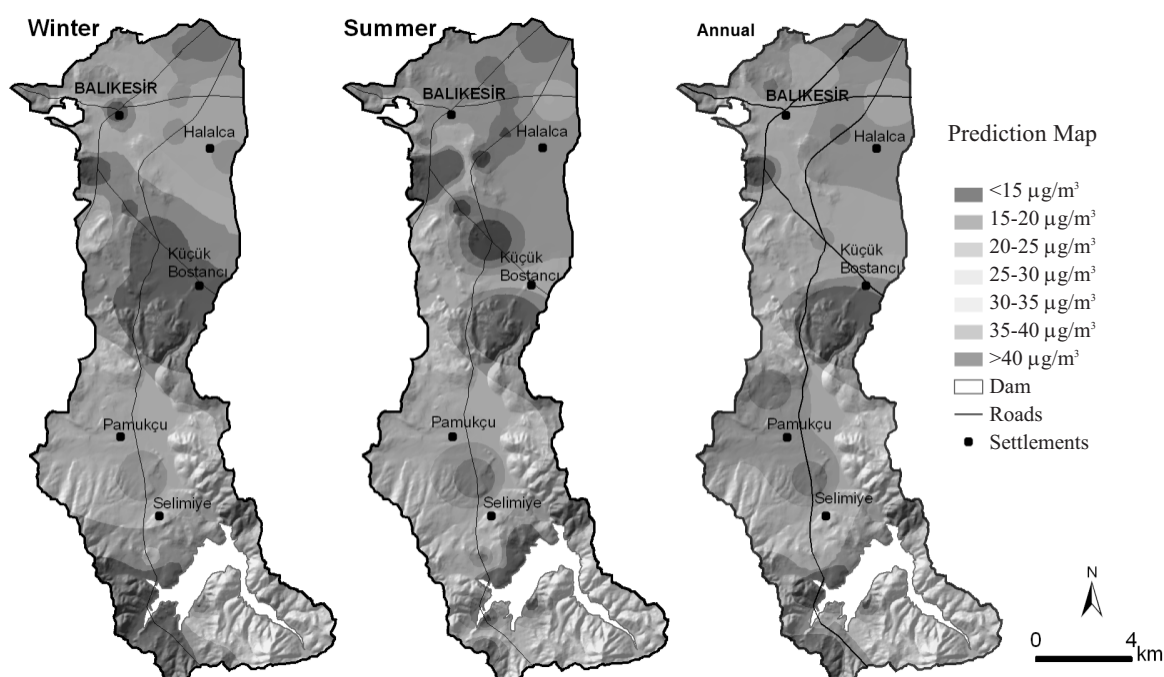 Winter
BALIKESİR
Halalca
Küçük
Bostancı
Pamukçu
Selimiye
Summer
BALIKESİR
Halalca
Küçük
Bostancı
Pamukçu
Selimiye
Annual
BALIKESİR
Halalca
Küçük
Bostancı
Pamukçu
Selimiye
Prediction Map
<15 µg/m³
15-20 µg/m³
20-25 µg/m³
25-30 µg/m³
30-35 µg/m³
35-40 µg/m³
>40 µg/m³
Dam
Roads
Settlements
N
0 4
km